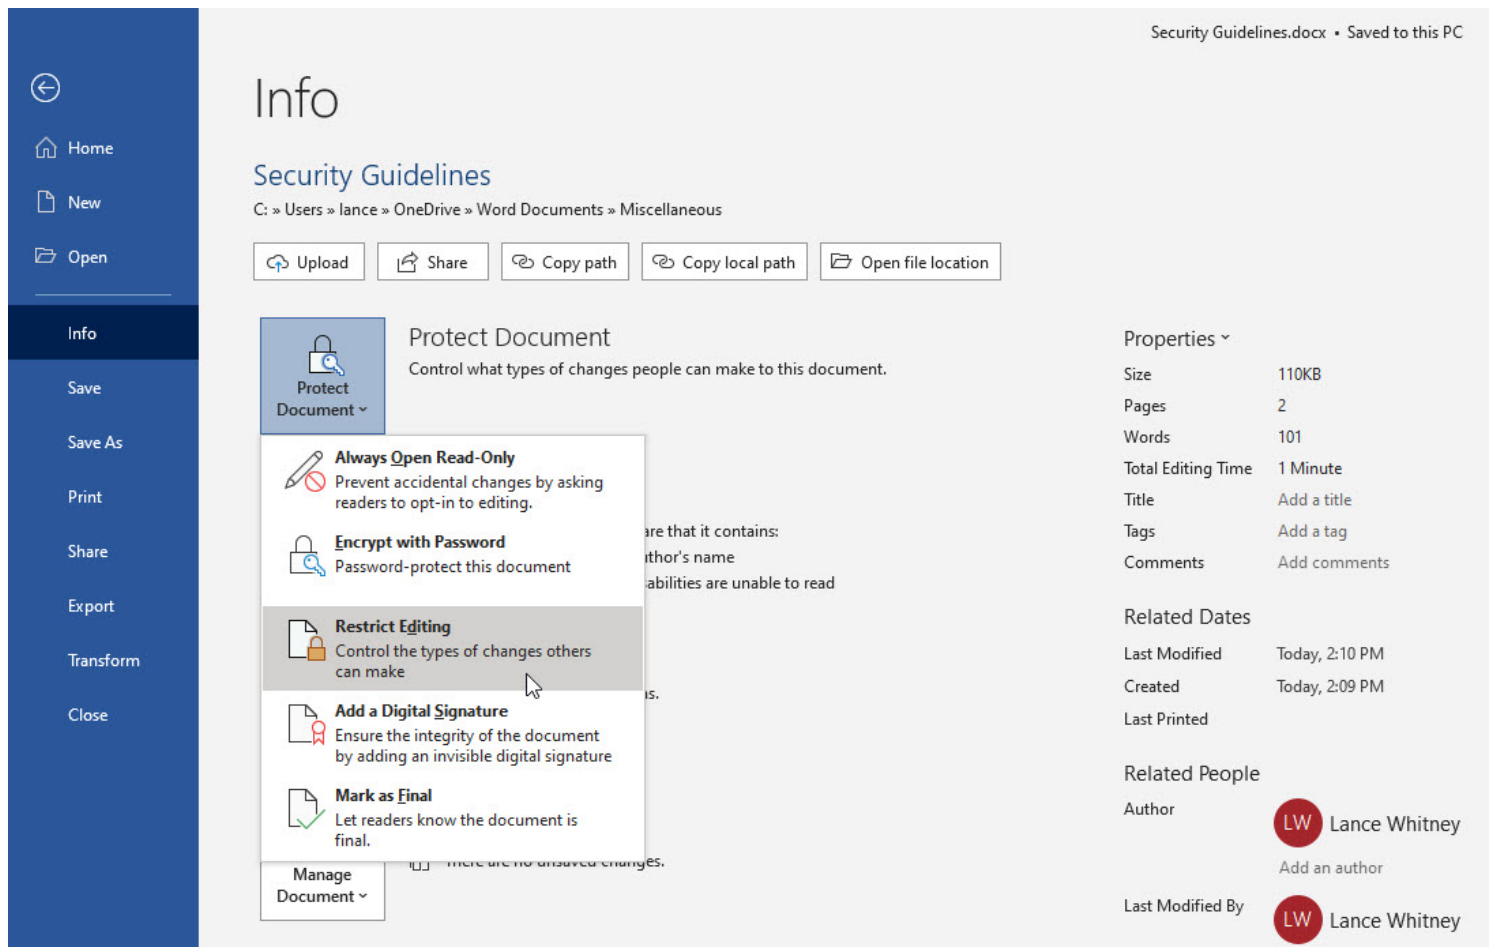 Security Guidelines.docx • Saved to this PC
Info
Home
New
Open
Info
Save
Save As
Print
Share
Export
Transform
Close
Security Guidelines
C: » Users » lance » OneDrive » Word Documents » Miscellaneous
Upload
Share
Copy path
Copy local path
Open file location
Protect
Document
Protect Document
Control what types of changes people can make to this document.
Always Open Read-Only
Prevent accidental changes by asking
readers to opt-in to editing.
Encrypt with Password
Password-protect this document
Restrict Editing
Control the types of changes others
can make
Add a Digital Signature
Ensure the integrity of the document
by adding an invisible digital signature
Mark as Final
Let readers know the document is
final.
that it contains:
name
are unable to read
There are no unsaved changes.
Manage
Document
Properties
Size 110KB
Pages 2
Words 101
Total Editing Time 1 Minute
Title Add a title
Tags Add a tag
Comments Add comments
Related Dates
Last Modified Today, 2:10 PM
Created Today, 2:09 PM
Last Printed
Related People
Author
LW Lance Whitney
Add an author
Last Modified By
LW Lance Whitney